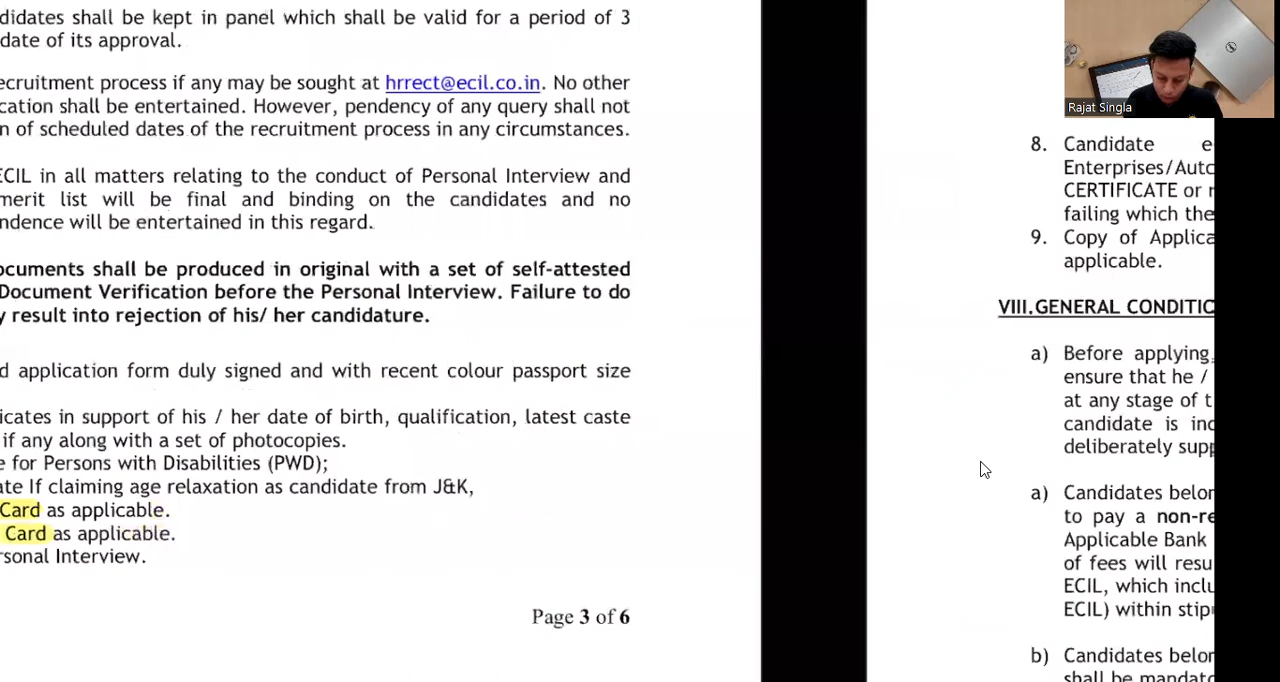 didates shall be kept in panel which shall be valid for a period of 3
date of its approval.
ecruitment process if any may be sought at hrrect@ecil.co.in. No other
cation shall be entertained. However, pendency of any query shall not
n of scheduled dates of the recruitment process in any circumstances.
ECIL in all matters relating to the conduct of Personal Interview and
merit list will be final and binding on the candidates and no
ndence will be entertained in this regard.
ocuments shall be produced in original with a set of self-attested
Document Verification before the Personal Interview. Failure to do
y result into rejection of his/ her candidature.
d application form duly signed and with recent colour passport size
icates in support of his / her date of birth, qualification, latest caste
if any along with a set of photocopies.
e for Persons with Disabilities (PWD);
ate If claiming age relaxation as candidate from J&K,
Card as applicable.
Card as applicable.
rsonal Interview.
Page 3 of 6
Rajat Singla
8. Candidate e
Enterprises/Auto
CERTIFICATE or r
failing which the
9. Copy of Applica
applicable.
VIII.GENERAL CONDITIC
a) Before applying,
ensure that he /
at any stage of t
candidate is inc
deliberately supp
a) Candidates belor
to pay a non-re
Applicable Bank
of fees will resu
ECIL, which inclu
ECIL) within stip
b) Candidates belor
shall be mandato